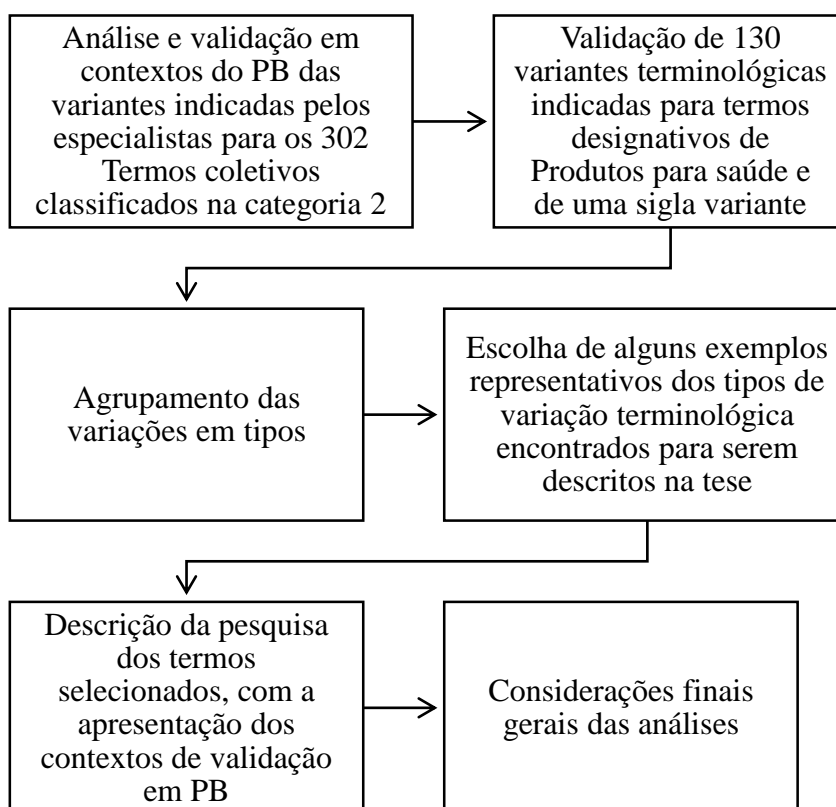 Análise e validação em
contextos do PB das
variantes indicadas pelos
especialistas para os 302
Termos coletivos
classificados na categoria 2
Validação de 130
variantes terminológicas
indicadas para termos
designativos de
Produtos para saúde e
de uma sigla variante
Agrupamento das
variações em tipos
Escolha de alguns exemplos
representativos dos tipos de
variação terminológica
encontrados para serem
descritos na tese
Descrição da pesquisa
dos termos
selecionados, com a
apresentação dos
contextos de validação
em PB
Considerações finais
gerais das análises